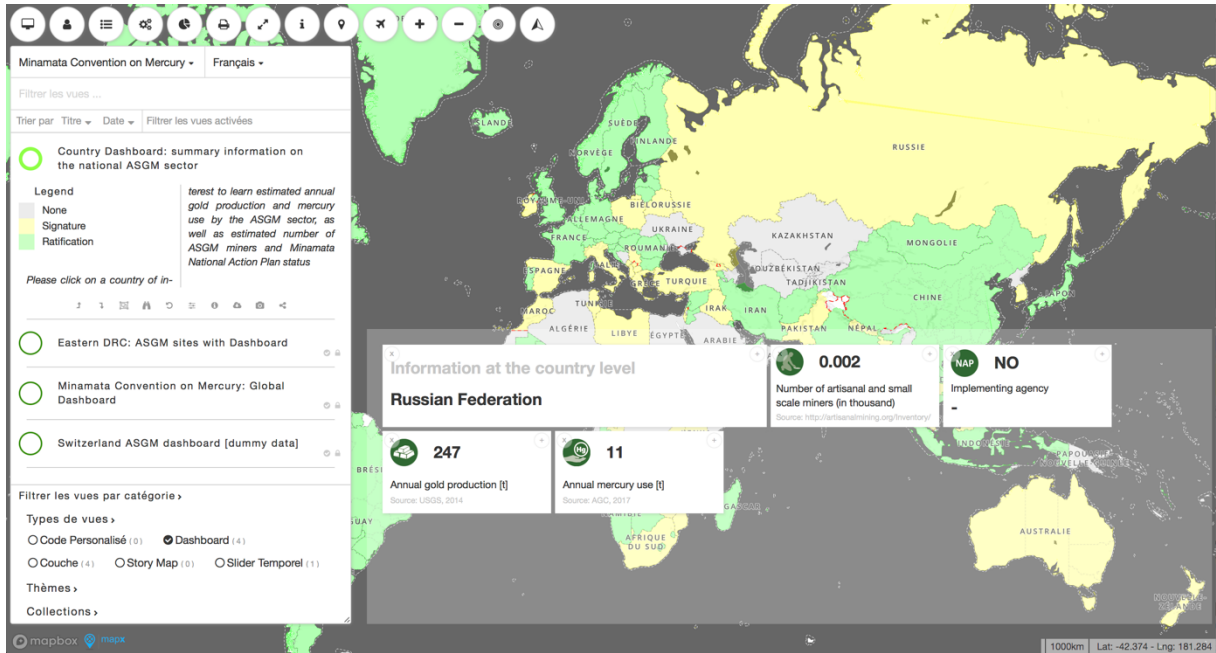 Minamata Convention on Mercury
Français
Filtrer les vues ...
Trier par Titre Date Filtrer les vues activées
Country Dashboard: summary information on
the national ASGM sector
Legend
None
Signature
Ratification
Please click on a country of in-
terest to learn estimated annual
gold production and mercury
use by the ASGM sector, as
well as estimated number of
ASGM miners and Minamata
National Action Plan status
Eastern DRC: ASGM sites with Dashboard
Minamata Convention on Mercury: Global
Dashboard
Switzerland ASGM dashboard [dummy data]
Filtrer les vues par catégorie
Types de vues
Code Personalisé (0) Dashboard (4)
Couche (4) Story Map (0) Slider Temporel (1)
Thèmes
Collections
mapbox mapx
ISLANDE
SUÈDE
FINLANDE
NORVÈGE
RUSSIE
BIÉLORUSSIE
ALLEMAGNE
UKRAINE
FRANCE
KAZAKHSTAN
MONGOLIE
ROUMANIE
OUZBÉKISTAN
ESPAGNE
GRÈCE TURQUIE
TADJIKISTAN
CHINE
JAPON
MAROC
IRAK
IRAN
ALGÉRIE
LIBYE
ÉGYPTE
ARABIE
PAKISTAN
NÉPAL
Information at the country level
Russian Federation
0.002
Number of artisanal and small
scale miners (in thousand)
Source: http://artisanalmining.org/Inventory/
NAP NO
Implementing agency
-
247
Annual gold production [t]
Source: USGS, 2014
Hg 11
Annual mercury use [t]
Source: AGC, 2017
INDONÉSIE
AFRIQUE
DU SUD
AUSTRALIE
1000km Lat: -42.374 - Lng: 181.284